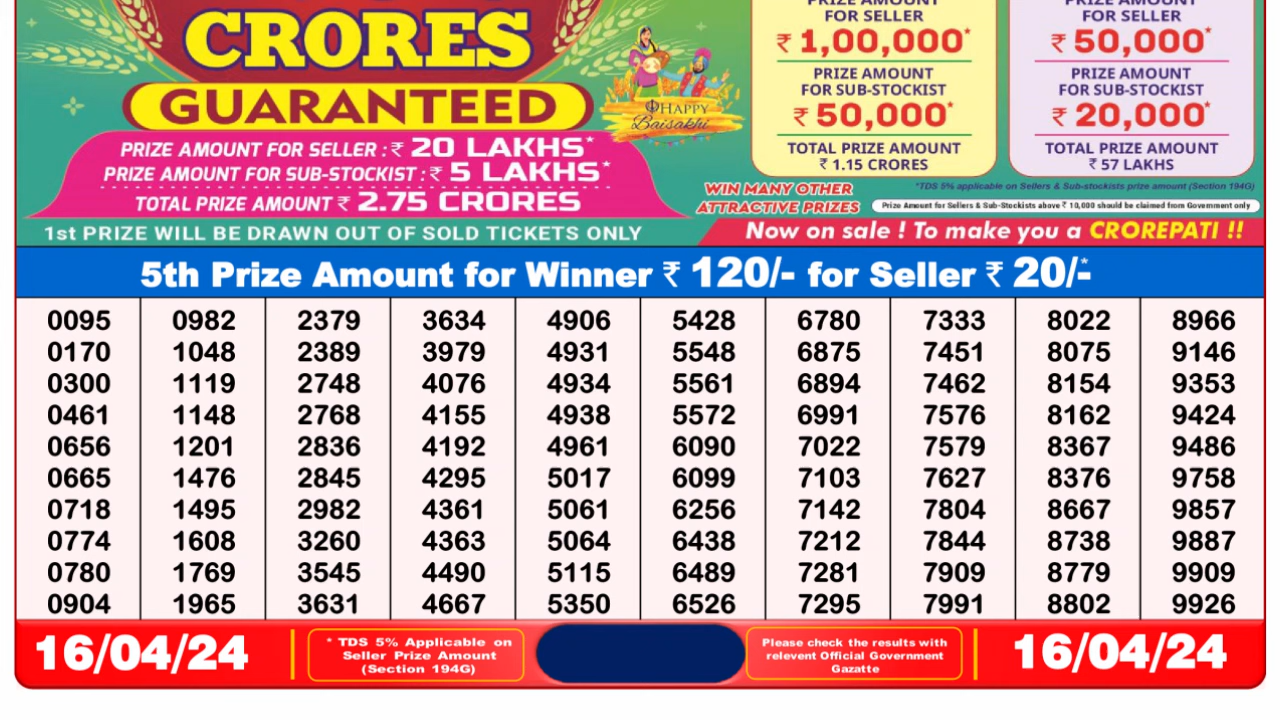 CRORES
GUARANTEED
PRIZE AMOUNT FOR SELLER : ₹ 20 LAKHS*
PRIZE AMOUNT FOR SUB-STOCKIST : ₹ 5 LAKHS*
TOTAL PRIZE AMOUNT ₹ 2.75 CRORES
1st PRIZE WILL BE DRAWN OUT OF SOLD TICKETS ONLY
HAPPY
Baisakhi
PRIZE AMOUNT
FOR SELLER
₹ 1,00,000*
PRIZE AMOUNT
FOR SUB-STOCKIST
₹ 50,000*
TOTAL PRIZE AMOUNT
₹ 1.15 CRORES
PRIZE AMOUNT
FOR SELLER
₹ 50,000*
PRIZE AMOUNT
FOR SUB-STOCKIST
₹ 20,000*
TOTAL PRIZE AMOUNT
₹ 57 LAKHS
WIN MANY OTHER
ATTRACTIVE PRIZES
*TDS 5% applicable on Sellers & Sub-stockists prize amount (Section 194G)
Prize Amount for Sellers & Sub-Stockists above ₹ 10,000 should be claimed from Government only
Now on sale ! To make you a CROREPATI !!
5th Prize Amount for Winner ₹ 120/- for Seller ₹ 20/-*
0095 0982 2379 3634 4906 5428 6780 7333 8022 8966
0170 1048 2389 3979 4931 5548 6875 7451 8075 9146
0300 1119 2748 4076 4934 5561 6894 7462 8154 9353
0461 1148 2768 4155 4938 5572 6991 7576 8162 9424
0656 1201 2836 4192 4961 6090 7022 7579 8367 9486
0665 1476 2845 4295 5017 6099 7103 7627 8376 9758
0718 1495 2982 4361 5061 6256 7142 7804 8667 9857
0774 1608 3260 4363 5064 6438 7212 7844 8738 9887
0780 1769 3545 4490 5115 6489 7281 7909 8779 9909
0904 1965 3631 4667 5350 6526 7295 7991 8802 9926
16/04/24
* TDS 5% Applicable on
Seller Prize Amount
(Section 194G)
Please check the results with
relevent Official Government
Gazatte
16/04/24